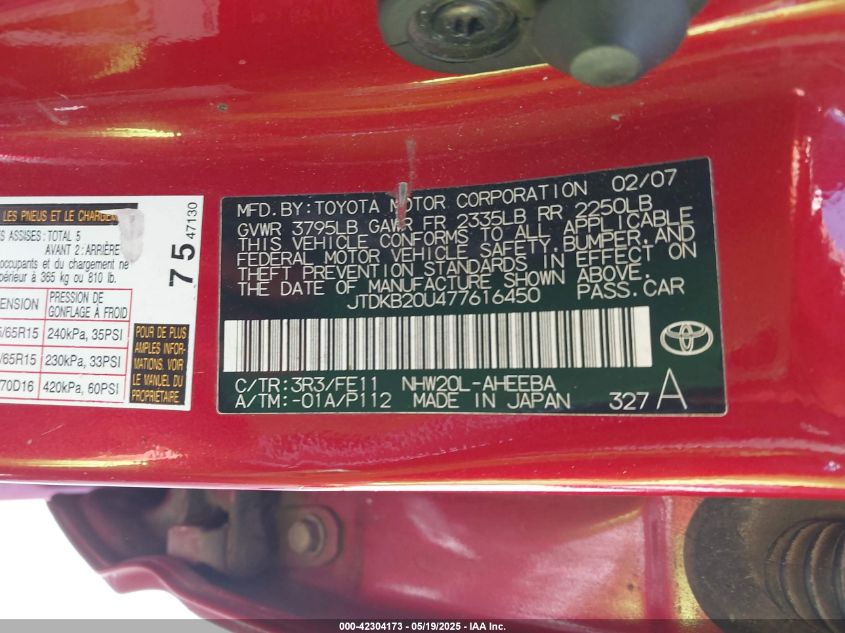 LES PNEUS ET LE CHARGE
S ASSISES: TOTAL 5
AVANT 2: ARRIÈRE
occupants et du chargement ne
365 kg ou 810 lb.
75
47130
PRESSION DE
GONFLAGE À FROID
/65R15 240kPa, 35PSI
65R15 230kPa, 33PSI
70D16 420kPa, 60PSI
POUR DE PLUS
AMPLES INFOR-
MATIONS, VOIR
LE MANUEL DU
PROPRIÉTAIRE
MFD.BY: TOYOTA MOTOR CORPORATION 02/07
GVWR 3795LB GAWR FR 2335LB RR 2250LB
THIS VEHICLE CONFORMS TO ALL APPLICABLE
FEDERAL MOTOR VEHICLE SAFETY, BUMPER, AND
THEFT PREVENTION STANDARDS IN EFFECT ON
THE DATE OF MANUFACTURE SHOWN ABOVE.
JTDKB20U477616450 PASS.CAR
C/TR: 3R3/FE11 NHW20L-AHEEBA
A/TM: -01A/P112 MADE IN JAPAN 327 A
000-42304173 - 05/19/2025 - IAA Inc.